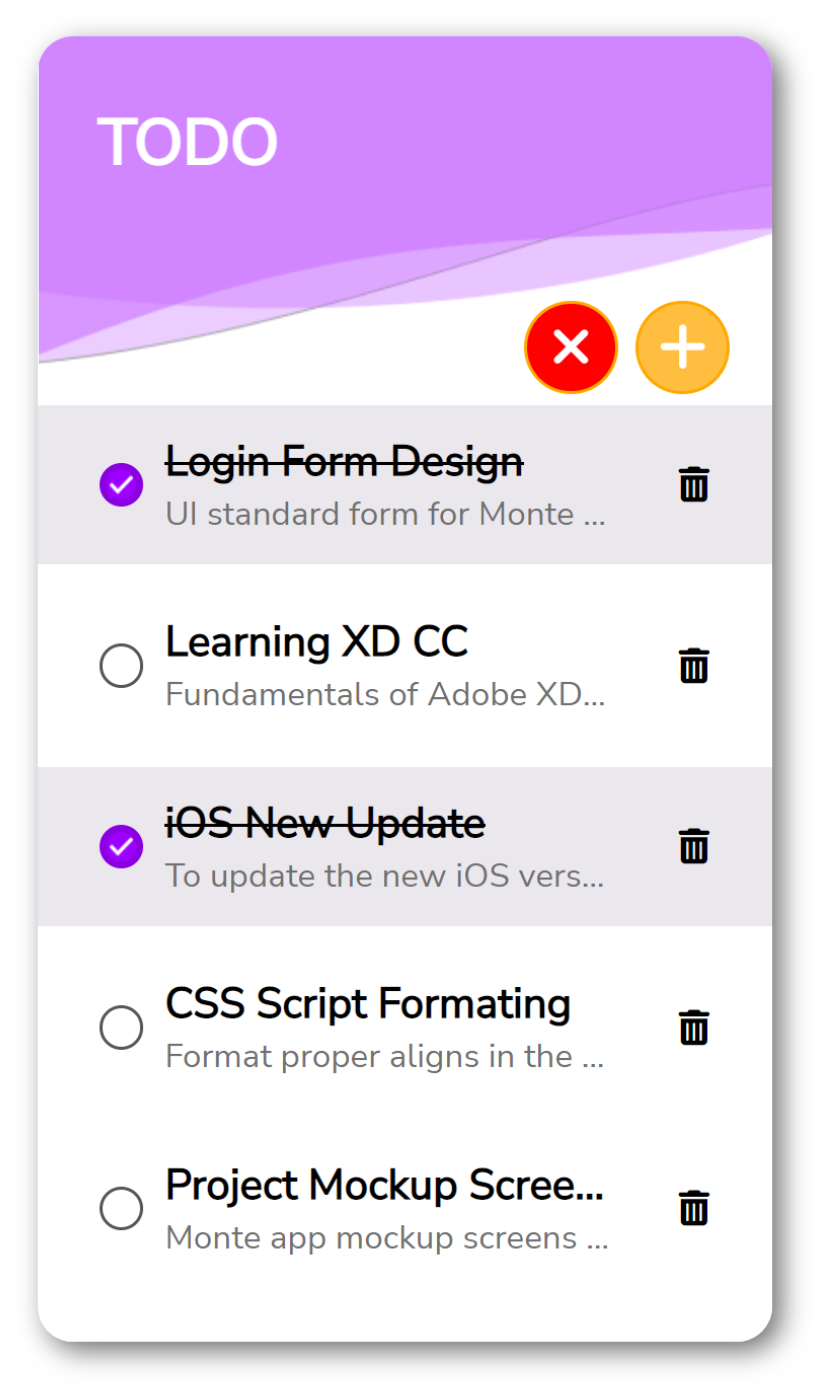 TODO
Login Form Design
UI standard form for Monte ...
Learning XD CC
Fundamentals of Adobe XD...
iOS New Update
To update the new iOS vers...
CSS Script Formating
Format proper aligns in the ...
Project Mockup Scree...
Monte app mockup screens ...